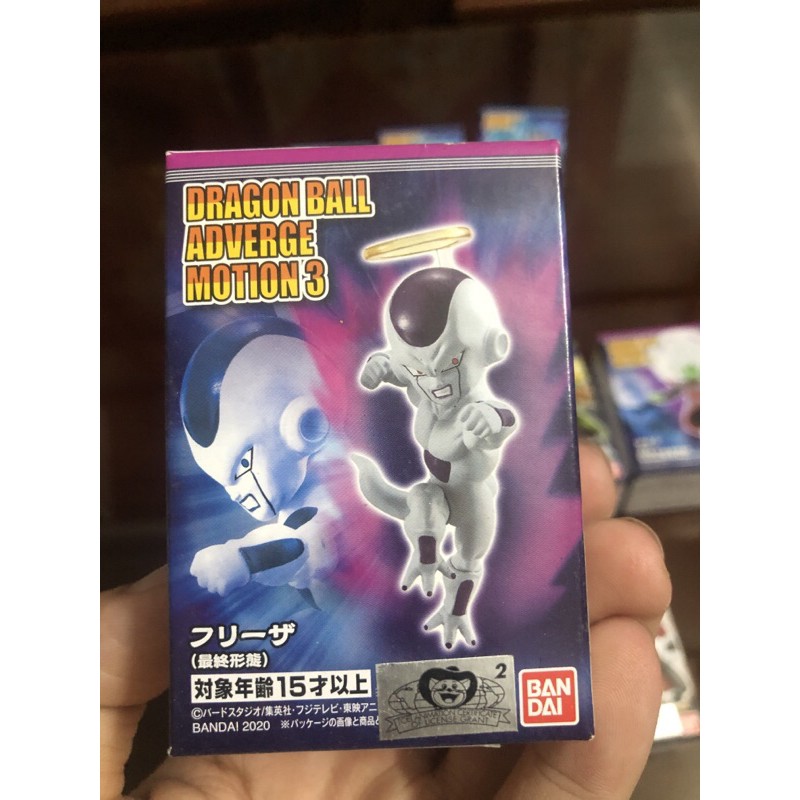 DRAGON BALL
ADVERGE
MOTION 3
フリーザ
(最終形態)
対象年齢15才以上
©バードスタジオ/集英社・フジテレビ・東映アニ
BANDAI 2020 ※パッケージの画像と商品と
2
BAN
DAI